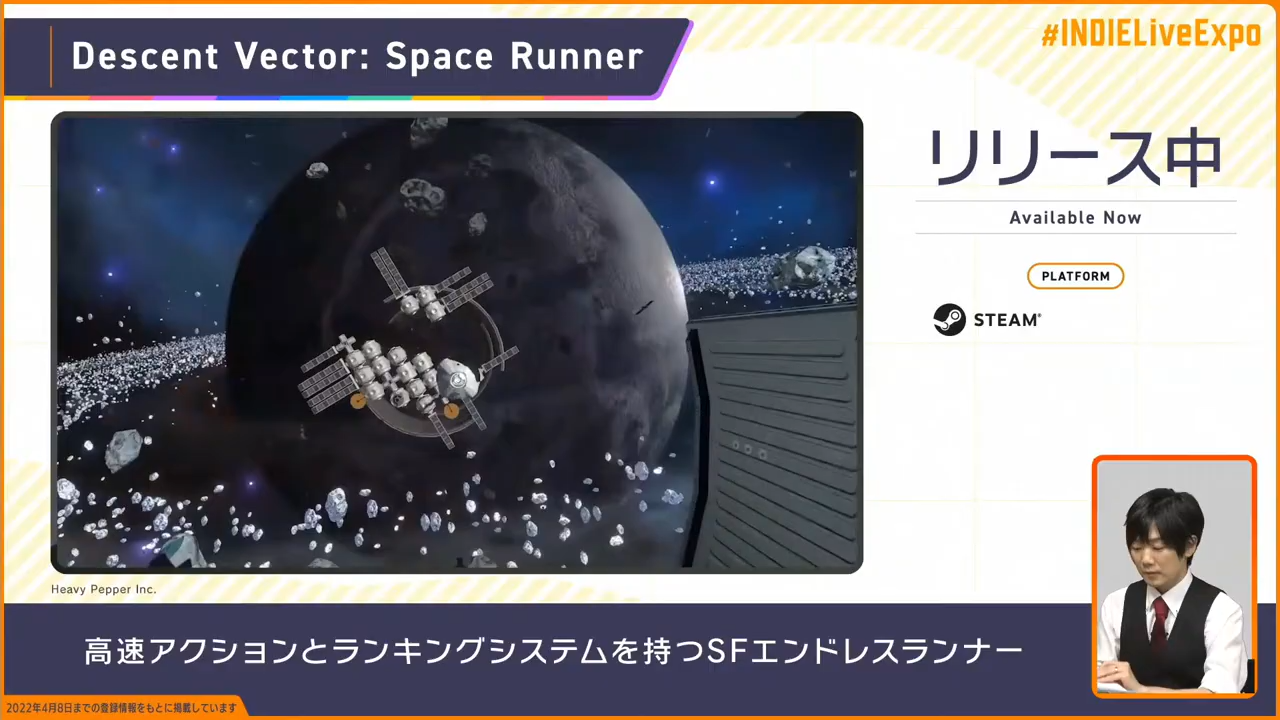 Descent Vector: Space Runner
#INDIELiveExpo
リリース中
Available Now
PLATFORM
STEAM®
Heavy Pepper Inc.
高速アクションとランキングシステムを持つSFエンドレスランナー
2022年4月8日までの登録情報をもとに掲載しています